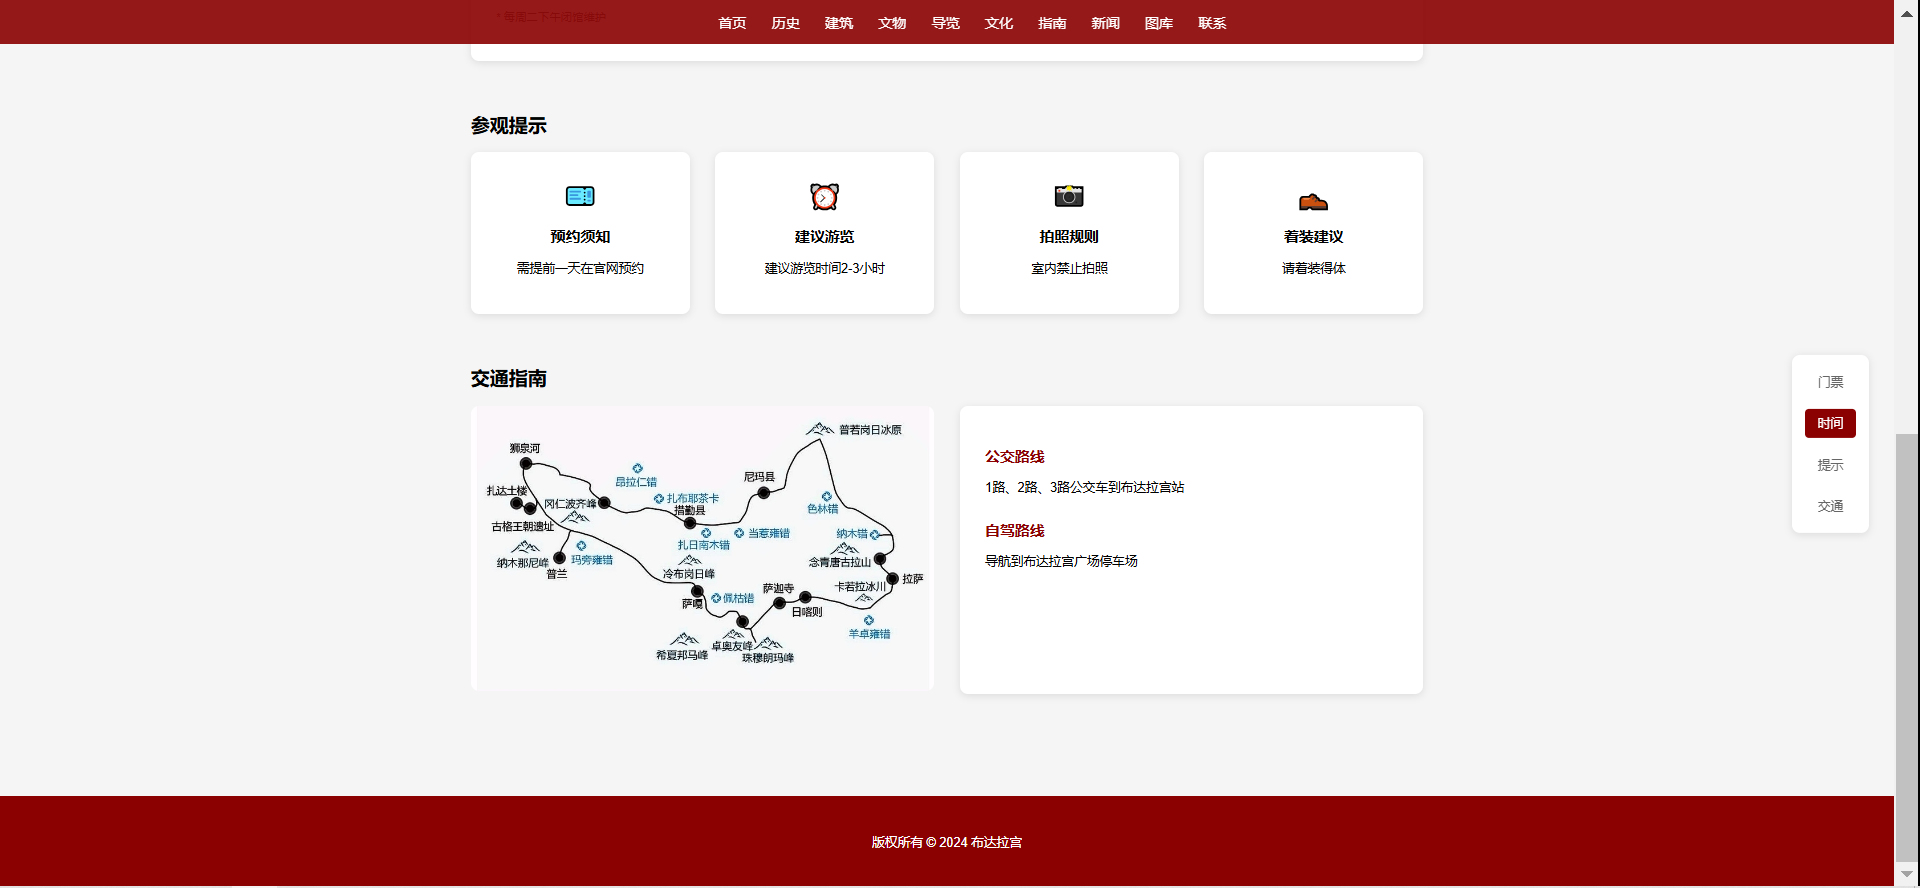 * 每周二下午闭馆维护
首页 历史 建筑 文物 导览 文化 指南 新闻 图库 联系
参观提示
预约须知
需提前一天在官网预约
建议游览
建议游览时间2-3小时
拍照规则
室内禁止拍照
着装建议
请着装得体
交通指南
普若岗日冰原
狮泉河
昂拉仁错
尼玛县
扎达土楼
冈仁波齐峰
扎布耶茶卡
措勤县
色林错
古格王朝遗址
扎日南木错
当惹雍错
纳木错
纳木那尼峰
玛旁雍错
普兰
冷布岗日峰
念青唐古拉山
拉萨
萨嘎
佩枯错
萨迦寺
日喀则
卡若拉冰川
羊卓雍错
希夏邦马峰
卓奥友峰
珠穆朗玛峰
公交路线
1路、2路、3路公交车到布达拉宫站
自驾路线
导航到布达拉宫广场停车场
门票
时间
提示
交通
版权所有 © 2024 布达拉宫